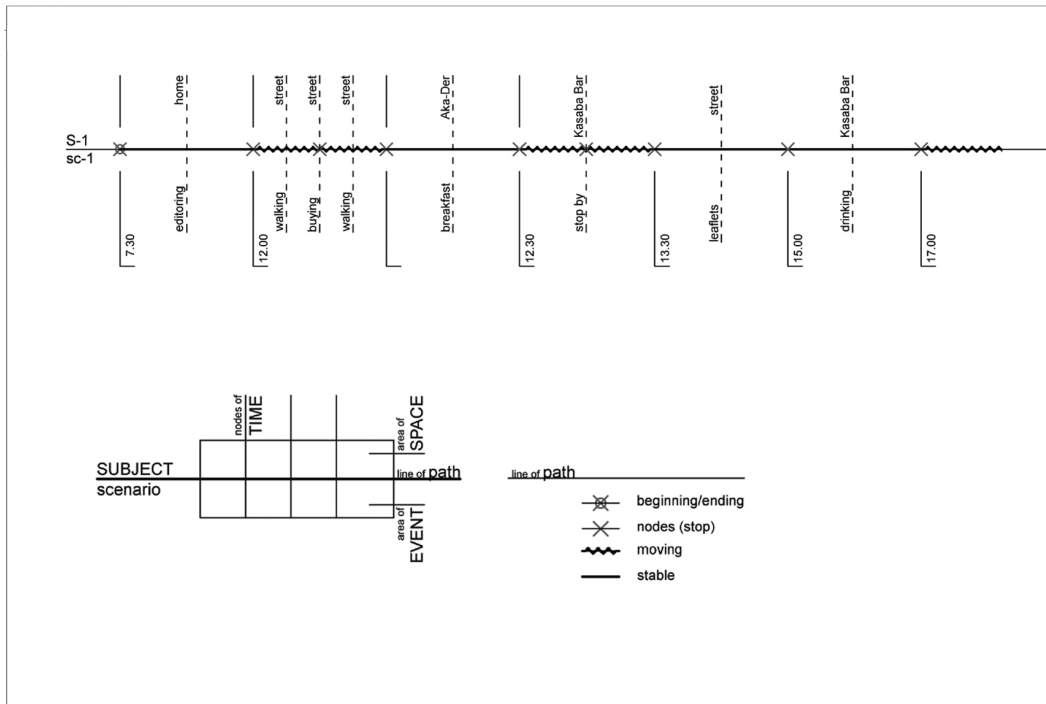 home
street
street
street
Aka-Der
Kasaba Bar
street
Kasaba Bar
S-1
sc-1
editoring
walking
buying
walking
breakfast
stop by
leaflets
drinking
7.30
12.00
12.30
13.30
15.00
17.00
nodes of
TIME
area of
SPACE
SUBJECT
scenario
line of path
area of
EVENT
line of path
beginning/ending
nodes (stop)
moving
stable